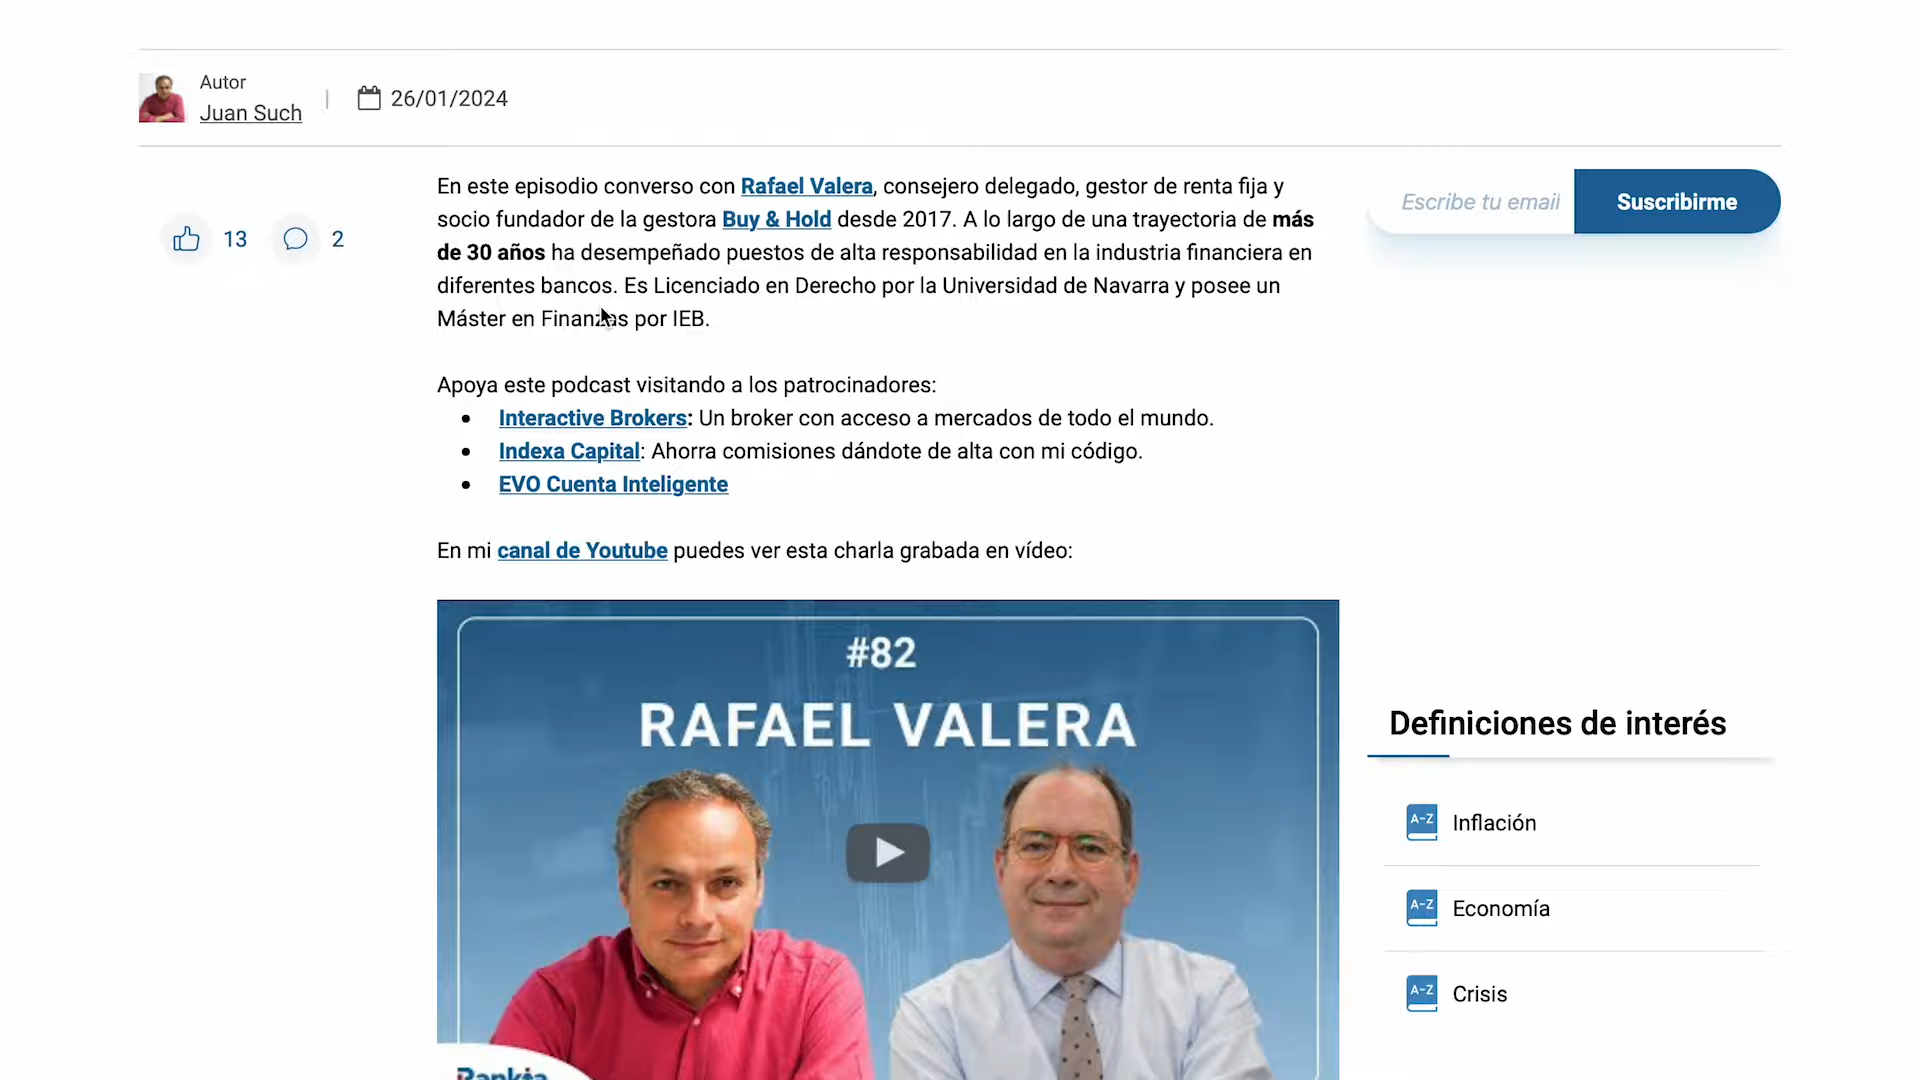 Autor
Juan Such
26/01/2024
13
2
En este episodio converso con Rafael Valera, consejero delegado, gestor de renta fija y
socio fundador de la gestora Buy & Hold desde 2017. A lo largo de una trayectoria de más
de 30 años ha desempeñado puestos de alta responsabilidad en la industria financiera en
diferentes bancos. Es Licenciado en Derecho por la Universidad de Navarra y posee un
Máster en Finanzas por IEB.
Escribe tu email
Suscribirme
Apoya este podcast visitando a los patrocinadores:
Interactive Brokers: Un broker con acceso a mercados de todo el mundo.
Indexa Capital: Ahorra comisiones dándote de alta con mi código.
EVO Cuenta Inteligente
En mi canal de Youtube puedes ver esta charla grabada en vídeo:
#82
RAFAEL VALERA
Rankia
Definiciones de interés
A-Z
Inflación
A-Z
Economía
A-Z
Crisis